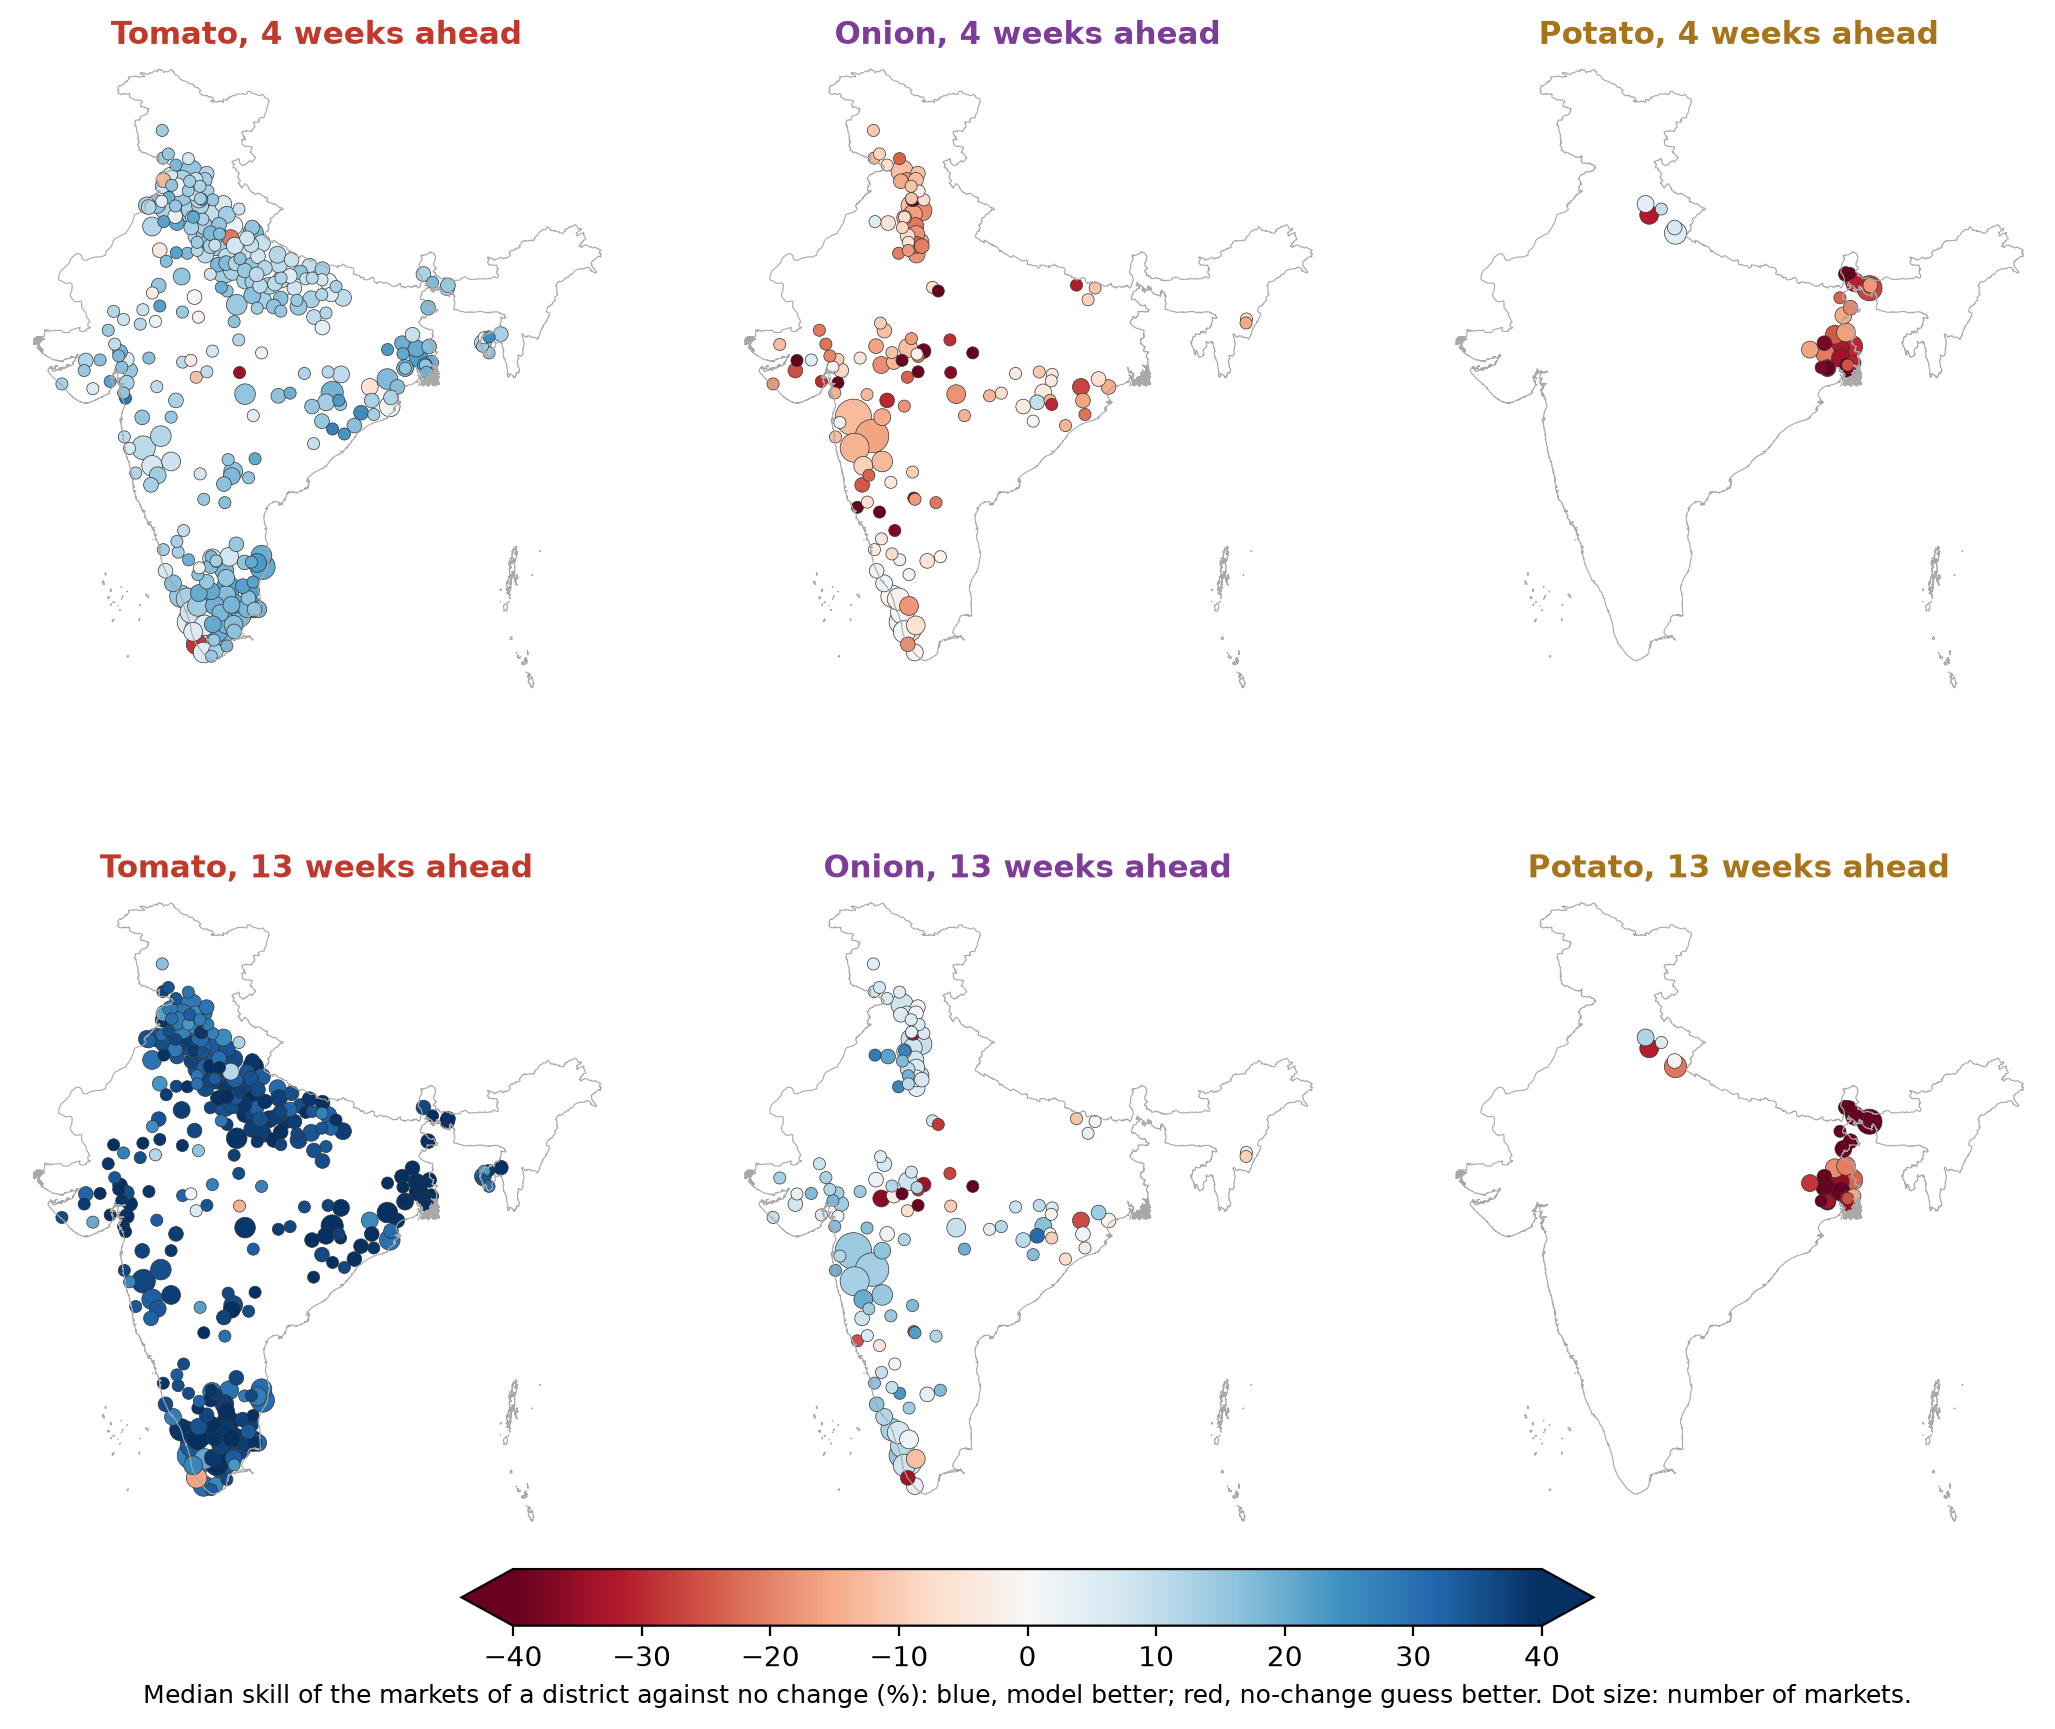 Tomato, 4 weeks ahead
Onion, 4 weeks ahead
Potato, 4 weeks ahead
Tomato, 13 weeks ahead
Onion, 13 weeks ahead
Potato, 13 weeks ahead
−40 −30 −20 −10 0 10 20 30 40
Median skill of the markets of a district against no change (%): blue, model better; red, no-change guess better. Dot size: number of markets.